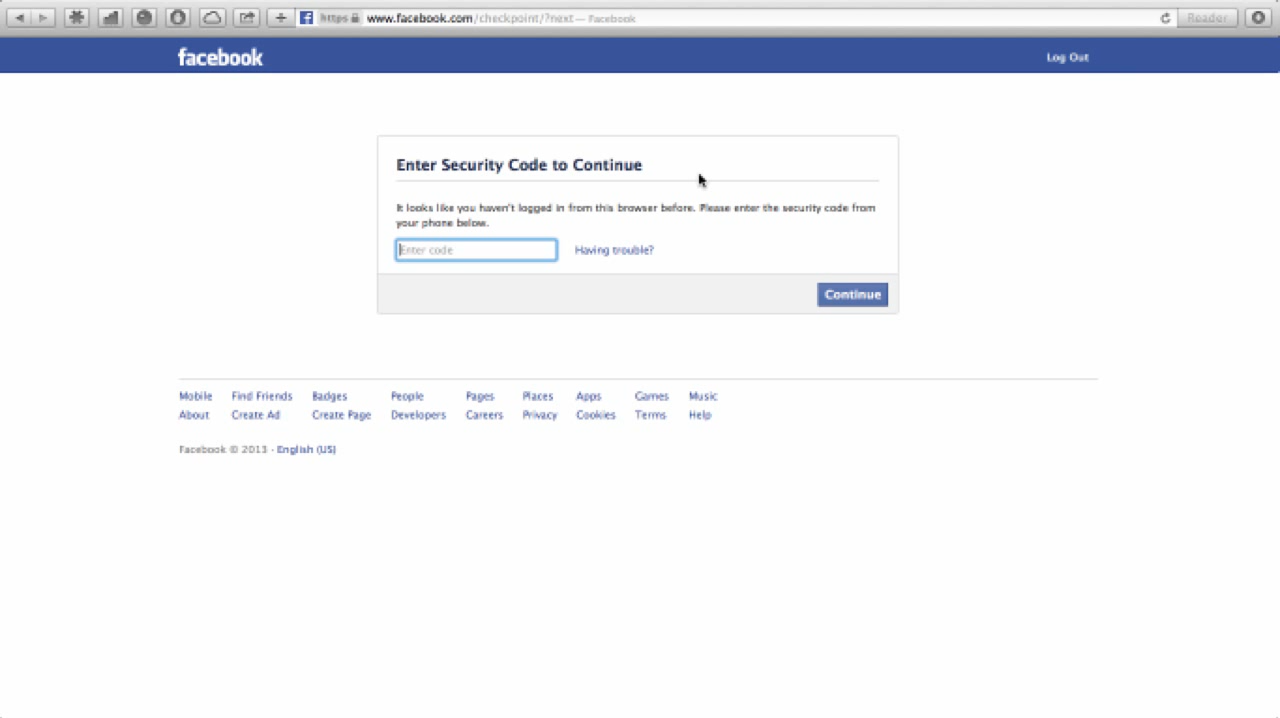 https www.facebook.com/checkpoint/?next — Facebook Reader
facebook Log Out
Enter Security Code to Continue
It looks like you haven't logged in from this browser before. Please enter the security code from
your phone below.
Enter code Having trouble?
Continue
Mobile Find Friends Badges People Pages Places Apps Games Music
About Create Ad Create Page Developers Careers Privacy Cookies Terms Help
Facebook © 2013 · English (US)